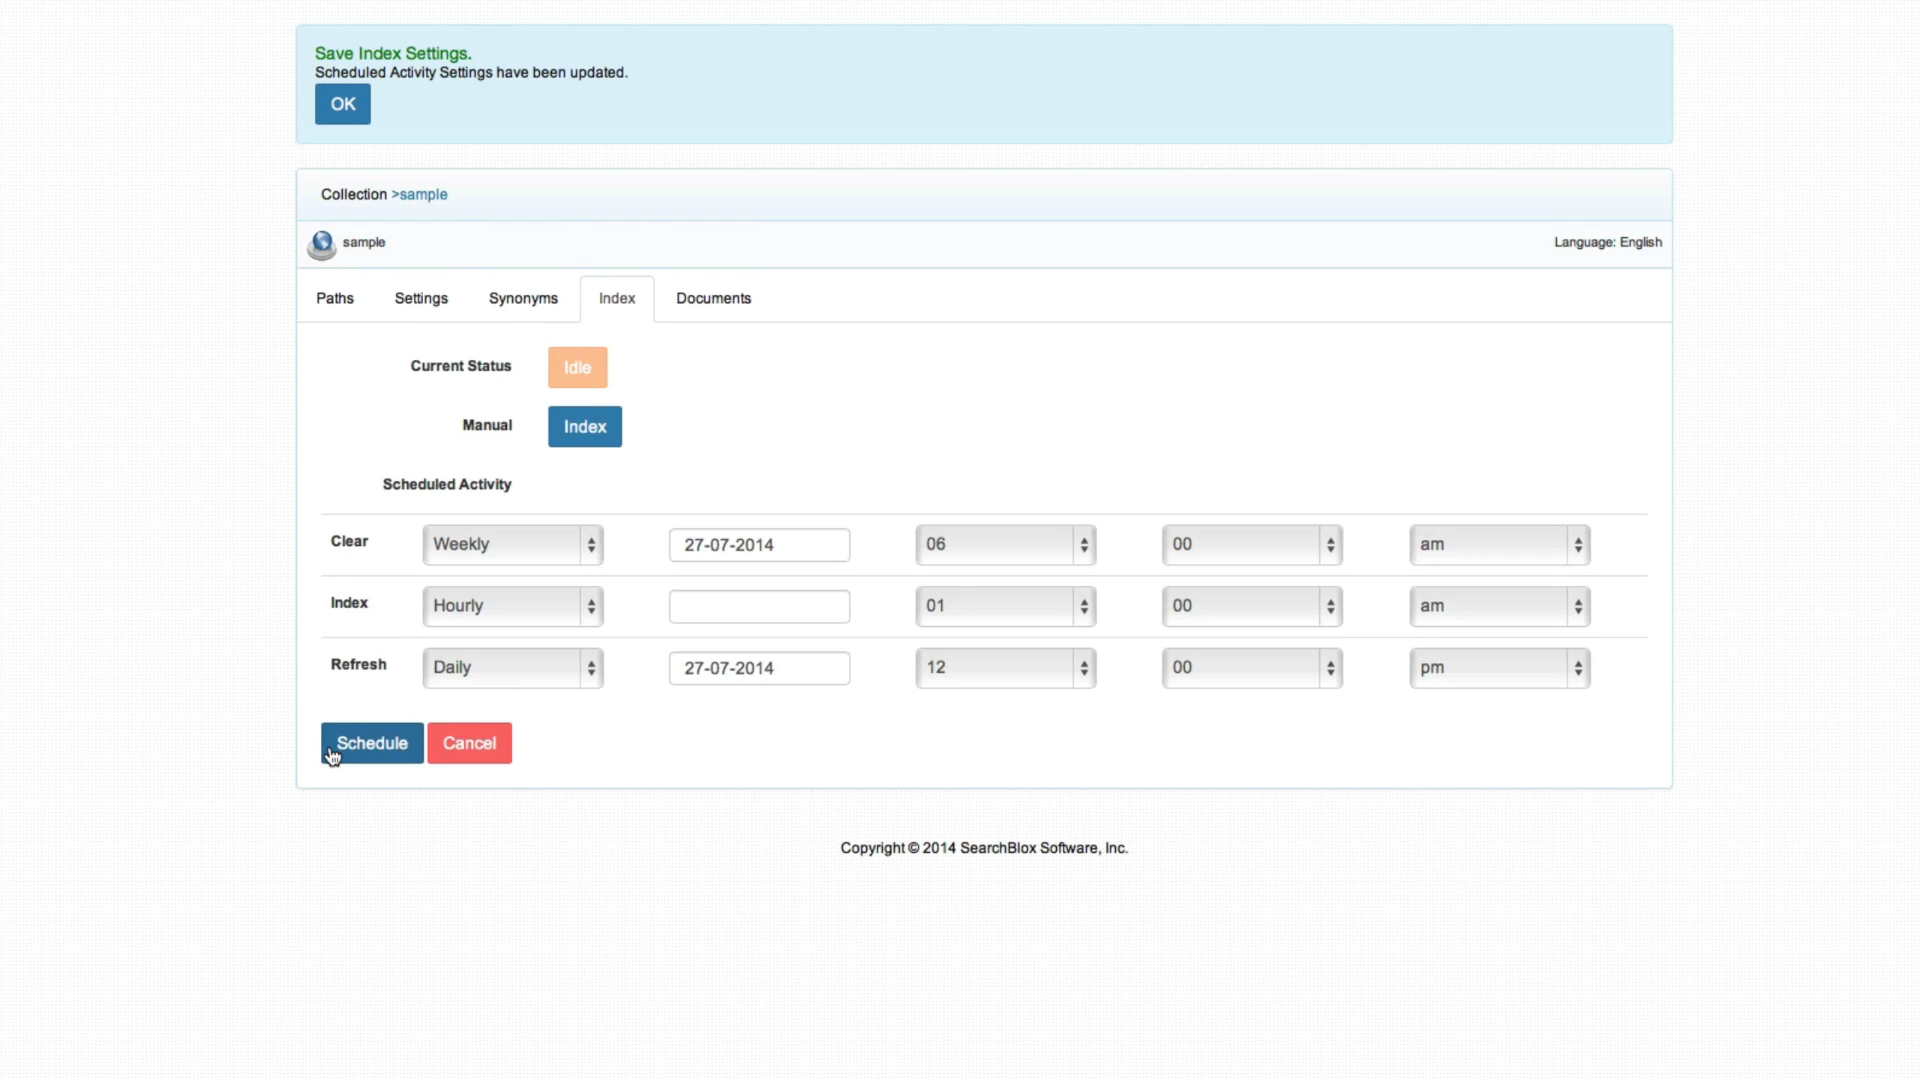 Save Index Settings.
Scheduled Activity Settings have been updated.
OK
Collection >sample
sample
Language: English
Paths Settings Synonyms Index Documents
Current Status Idle
Manual Index
Scheduled Activity
Clear Weekly 27-07-2014 06 00 am
Index Hourly 01 00 am
Refresh Daily 27-07-2014 12 00 pm
Schedule Cancel
Copyright © 2014 SearchBlox Software, Inc.